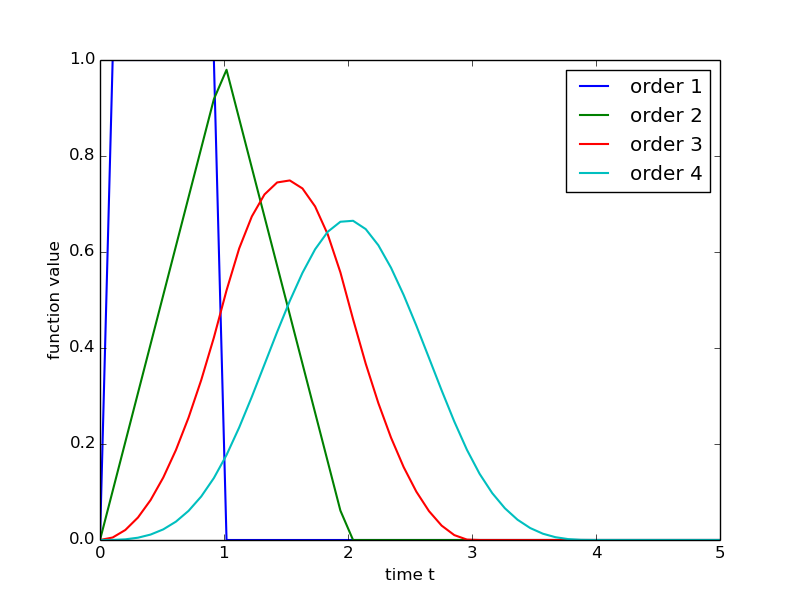 1.0
0.8
0.6
0.4
0.2
0.0
function value
order 1
order 2
order 3
order 4
0 1 2 3 4 5
time t